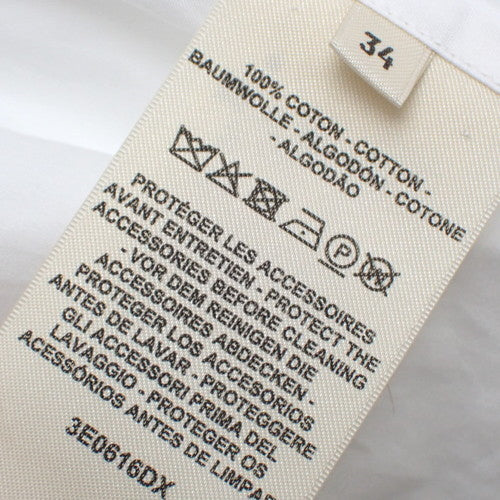 34
100% COTON - COTTON -
BAUMWOLLE - ALGODÓN - COTONE
- ALGODÃO
P W
PROTÉGER LES ACCESSOIRES
AVANT ENTRETIEN - PROTECT THE
ACCESSORIES BEFORE CLEANING
- VOR DEM REINIGEN DIE
ACCESSOIRES ABDECKEN -
PROTEGER LOS ACCESORIOS
ANTES DE LAVAR - PROTEGGERE
GLI ACCESSORI PRIMA DEL
LAVAGGIO - PROTEGER OS
ACESSÓRIOS ANTES DE LIMPAR
3E0616DX